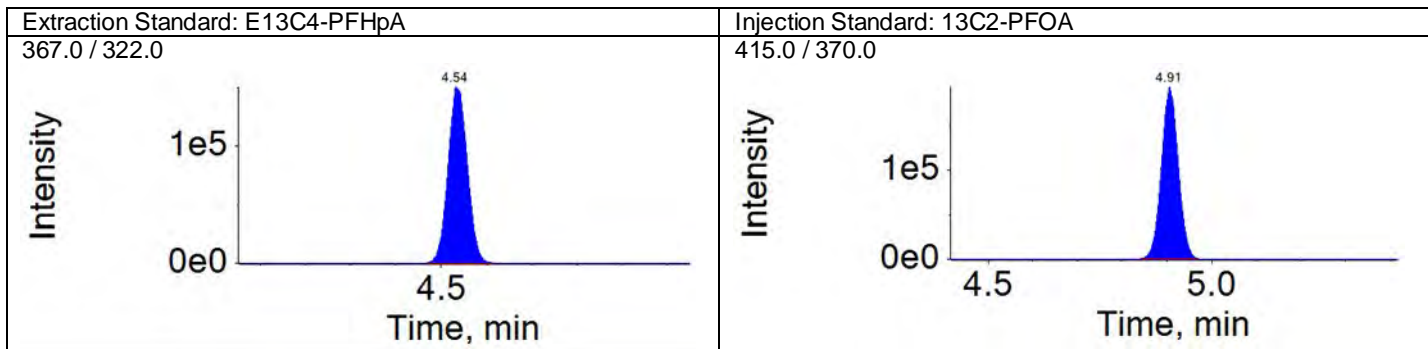 Extraction Standard: E13C4-PFHpA
367.0 / 322.0
4.54
Intensity
1e5
0e0
4.5
Time, min
Injection Standard: 13C2-PFOA
415.0 / 370.0
4.91
Intensity
1e5
0e0
4.5 5.0
Time, min